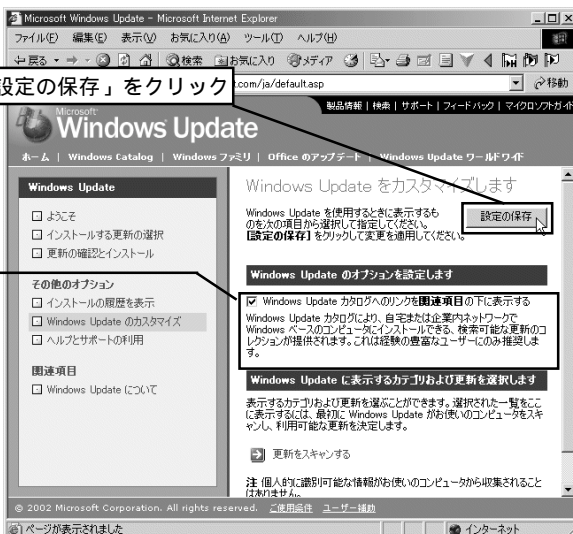 Microsoft Windows Update - Microsoft Internet Explorer
ファイル(F) 編集(E) 表示(V) お気に入り(A) ツール(T) ヘルプ(H)
戻る 検索 お気に入り メディア
設定の保存」をクリック
t.com/ja/default.asp 移動
製品情報 | 検索 | サポート | フィードバック | マイクロソフトガイド
Microsoft
Windows Update
ホーム | Windows Catalog | Windows ファミリ | Office のアップデート | Windows Update ワールドワイド
Windows Update
ようこそ
インストールする更新の選択
更新の確認とインストール
その他のオプション
インストールの履歴を表示
Windows Update のカスタマイズ
ヘルプとサポートの利用
関連項目
Windows Update について
Windows Update をカスタマイズします
Windows Update を使用するときに表示するも
のを次の項目から選択して指定してください。
[設定の保存] をクリックして変更を適用してください。
設定の保存
Windows Update のオプションを設定します
Windows Update カタログへのリンクを関連項目の下に表示する
Windows Update カタログにより、自宅または企業内ネットワークで
Windows ベースのコンピュータにインストールできる、検索可能な更新のコ
レクションが提供されます。これは経験の豊富なユーザーにのみ推奨しま
す。
Windows Update に表示するカテゴリおよび更新を選択します
表示するカテゴリおよび更新を選ぶことができます。選択された一覧をここ
に表示するには、最初に Windows Update がお使いのコンピュータをスキ
ャンし、利用可能な更新を決定します。
更新をスキャンする
注 個人的に識別可能な情報がお使いのコンピュータから収集されること
はありません。
© 2002 Microsoft Corporation. All rights reserved. ご使用条件 ユーザー補助
ページが表示されました インターネット